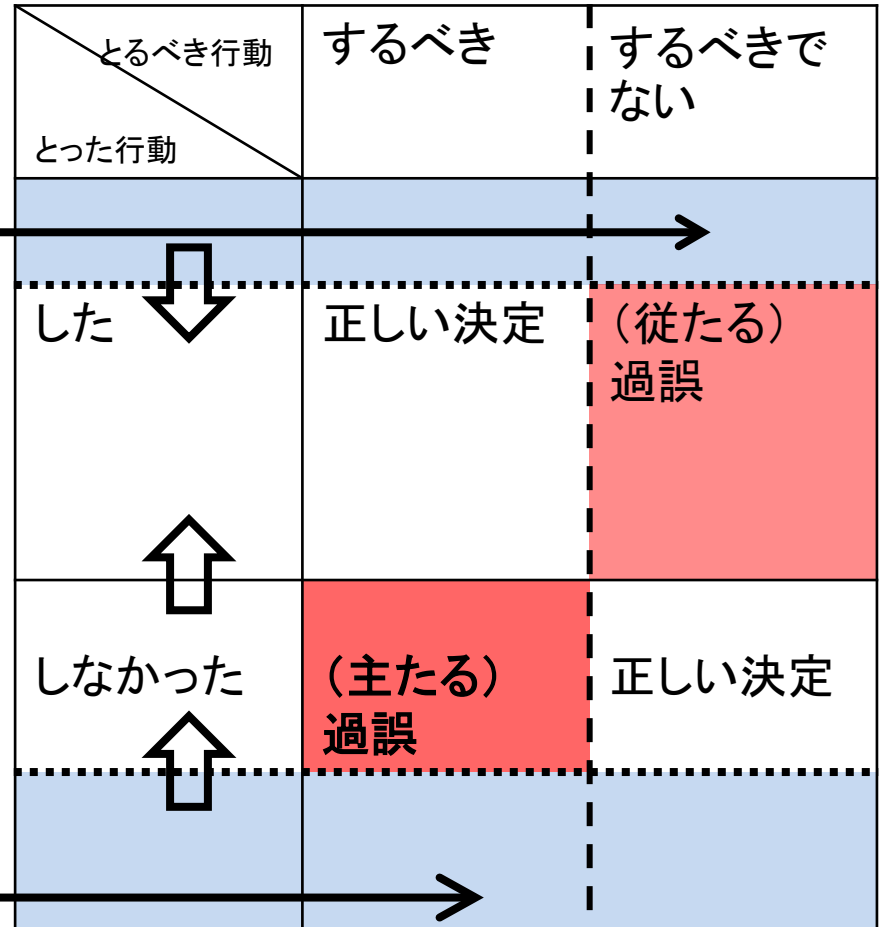 とるべき行動
とった行動
するべき
するべきで
ない
した
正しい決定
（従たる）
過誤
しなかった
（主たる）
過誤
正しい決定